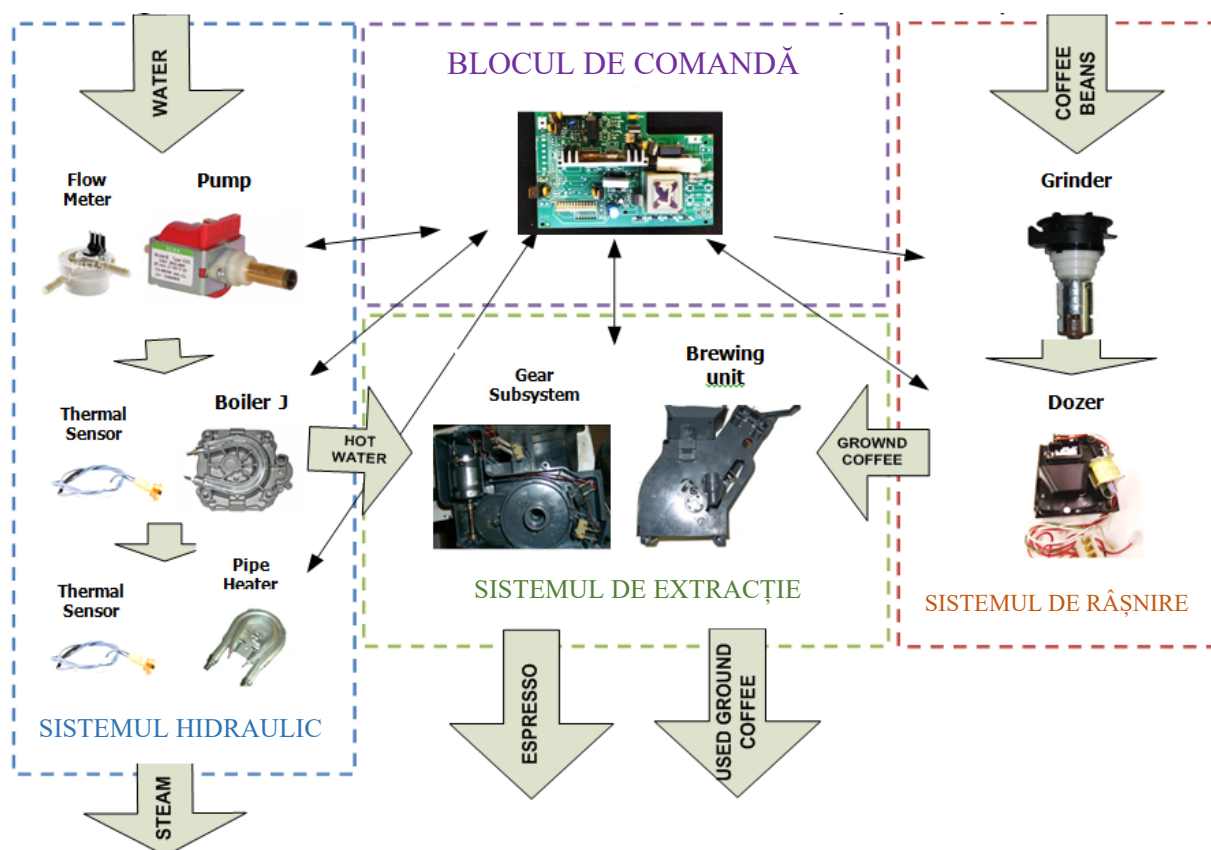 WATER
BLOCUL DE COMANDĂ
COFFEE
BEANS
Flow
Meter
Pump
Grinder
Thermal
Sensor
Boiler J
HOT
WATER
Gear
Subsystem
Brewing
unit
GROWND
COFFEE
Dozer
Thermal
Sensor
Pipe
Heater
SISTEMUL DE EXTRACȚIE
SISTEMUL DE RÂȘNIRE
SISTEMUL HIDRAULIC
ESPRESSO
USED GROUND
COFFEE
STEAM